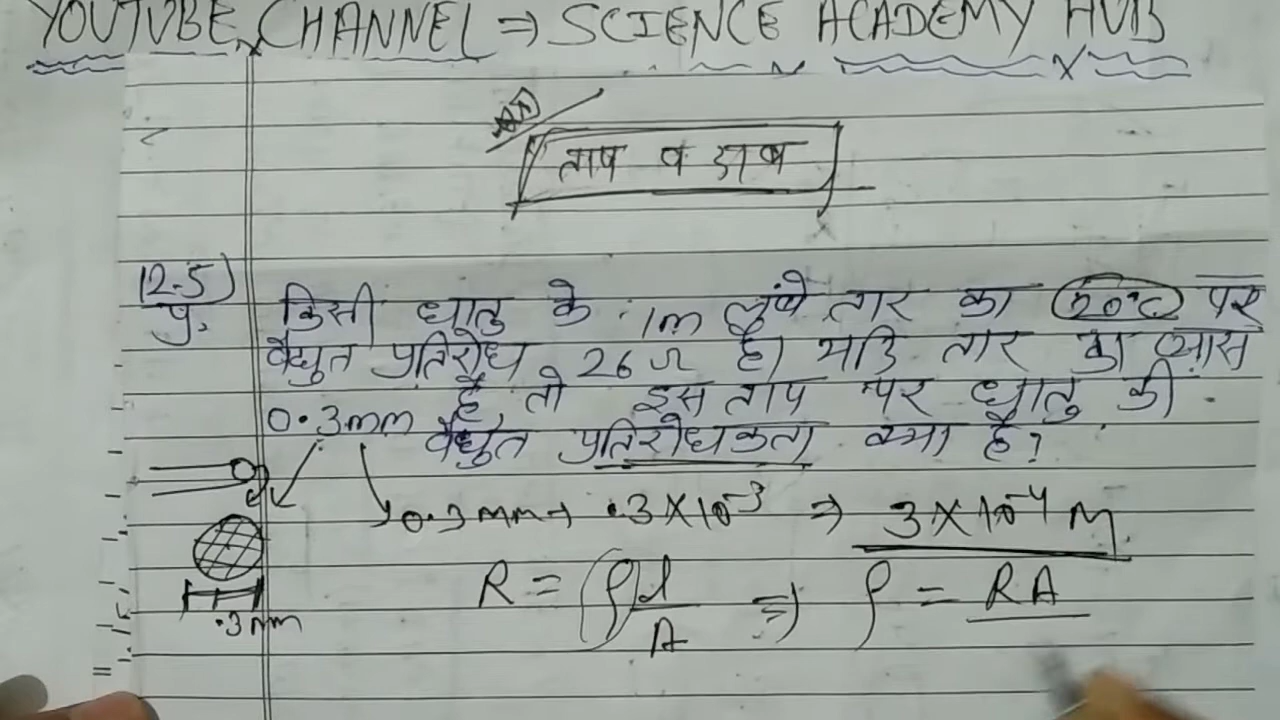 YOUTUBE CHANNEL ⇒ SCIENCE ACADEMY HUB
ताप व दाब
12.5)
किसी धातु के 1m लंबे तार का 20°C पर
वैद्युत प्रतिरोध 26Ω है। यदि तार का व्यास
0.3mm है, तो इस ताप पर धातु की
वैद्युत प्रतिरोधकता क्या है?
0.3mm → .3×10⁻³ ⇒ 3×10⁻⁴ M
R = ρ l/A ⇒ ρ = RA
.3mm